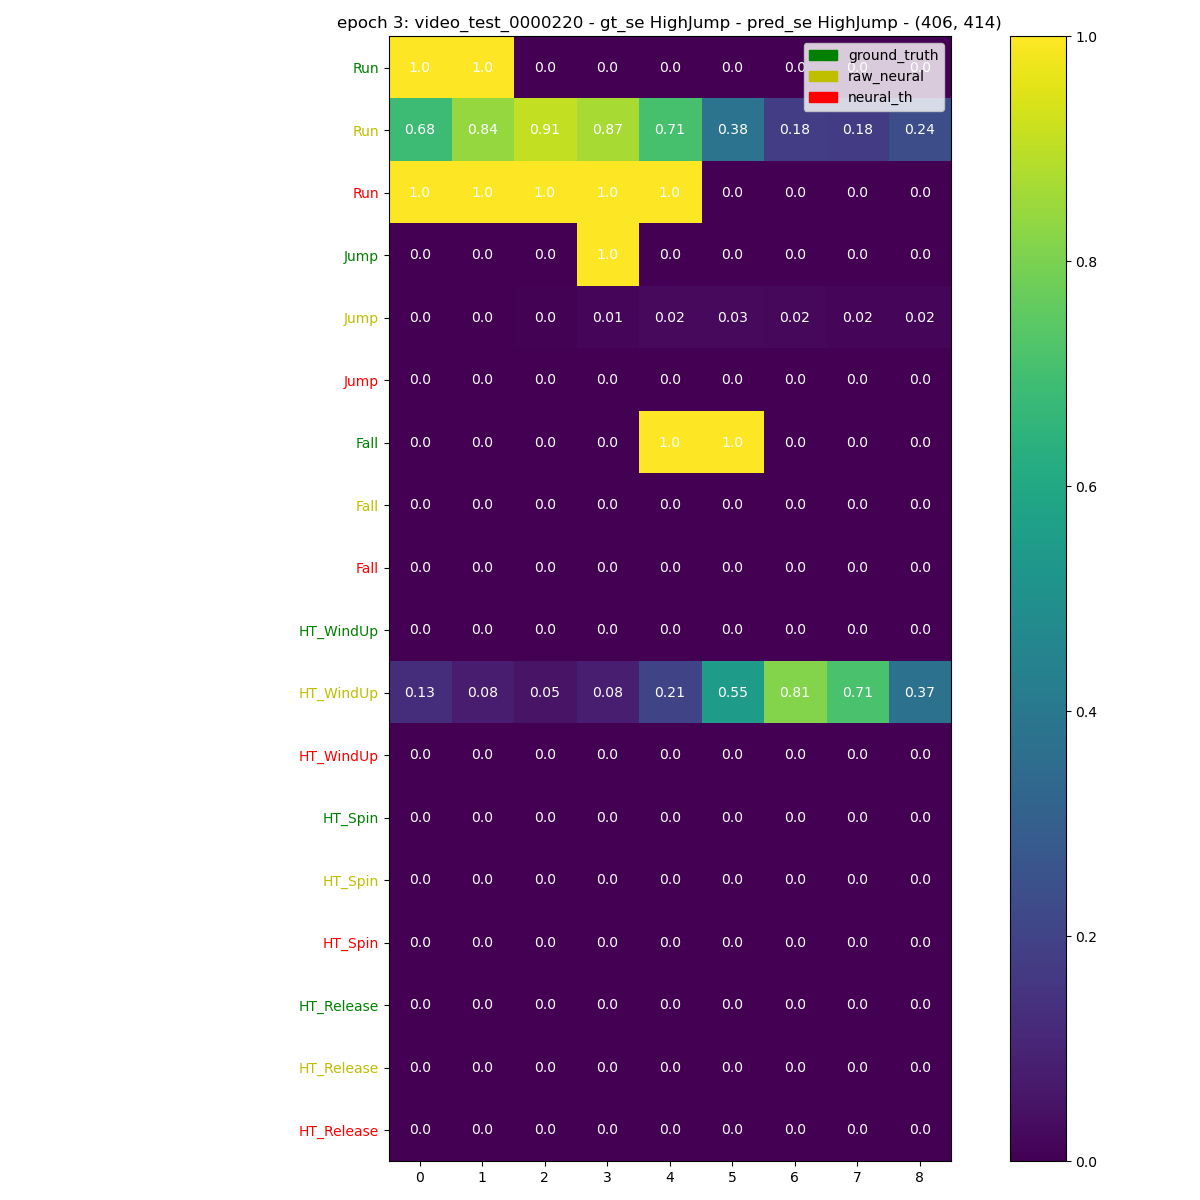 epoch 3: video_test_0000220 - gt_se HighJump - pred_se HighJump - (406, 414)
ground_truth
raw_neural
neural_th
Run 1.0 1.0 0.0 0.0 0.0 0.0 0.0 0.0 0.0
Run 0.68 0.84 0.91 0.87 0.71 0.38 0.18 0.18 0.24
Run 1.0 1.0 1.0 1.0 1.0 0.0 0.0 0.0 0.0
Jump 0.0 0.0 0.0 1.0 0.0 0.0 0.0 0.0 0.0
Jump 0.0 0.0 0.0 0.01 0.02 0.03 0.02 0.02 0.02
Jump 0.0 0.0 0.0 0.0 0.0 0.0 0.0 0.0 0.0
Fall 0.0 0.0 0.0 0.0 1.0 1.0 0.0 0.0 0.0
Fall 0.0 0.0 0.0 0.0 0.0 0.0 0.0 0.0 0.0
Fall 0.0 0.0 0.0 0.0 0.0 0.0 0.0 0.0 0.0
HT_WindUp 0.0 0.0 0.0 0.0 0.0 0.0 0.0 0.0 0.0
HT_WindUp 0.13 0.08 0.05 0.08 0.21 0.55 0.81 0.71 0.37
HT_WindUp 0.0 0.0 0.0 0.0 0.0 0.0 0.0 0.0 0.0
HT_Spin 0.0 0.0 0.0 0.0 0.0 0.0 0.0 0.0 0.0
HT_Spin 0.0 0.0 0.0 0.0 0.0 0.0 0.0 0.0 0.0
HT_Spin 0.0 0.0 0.0 0.0 0.0 0.0 0.0 0.0 0.0
HT_Release 0.0 0.0 0.0 0.0 0.0 0.0 0.0 0.0 0.0
HT_Release 0.0 0.0 0.0 0.0 0.0 0.0 0.0 0.0 0.0
HT_Release 0.0 0.0 0.0 0.0 0.0 0.0 0.0 0.0 0.0
0 1 2 3 4 5 6 7 8
1.0
0.8
0.6
0.4
0.2
0.0